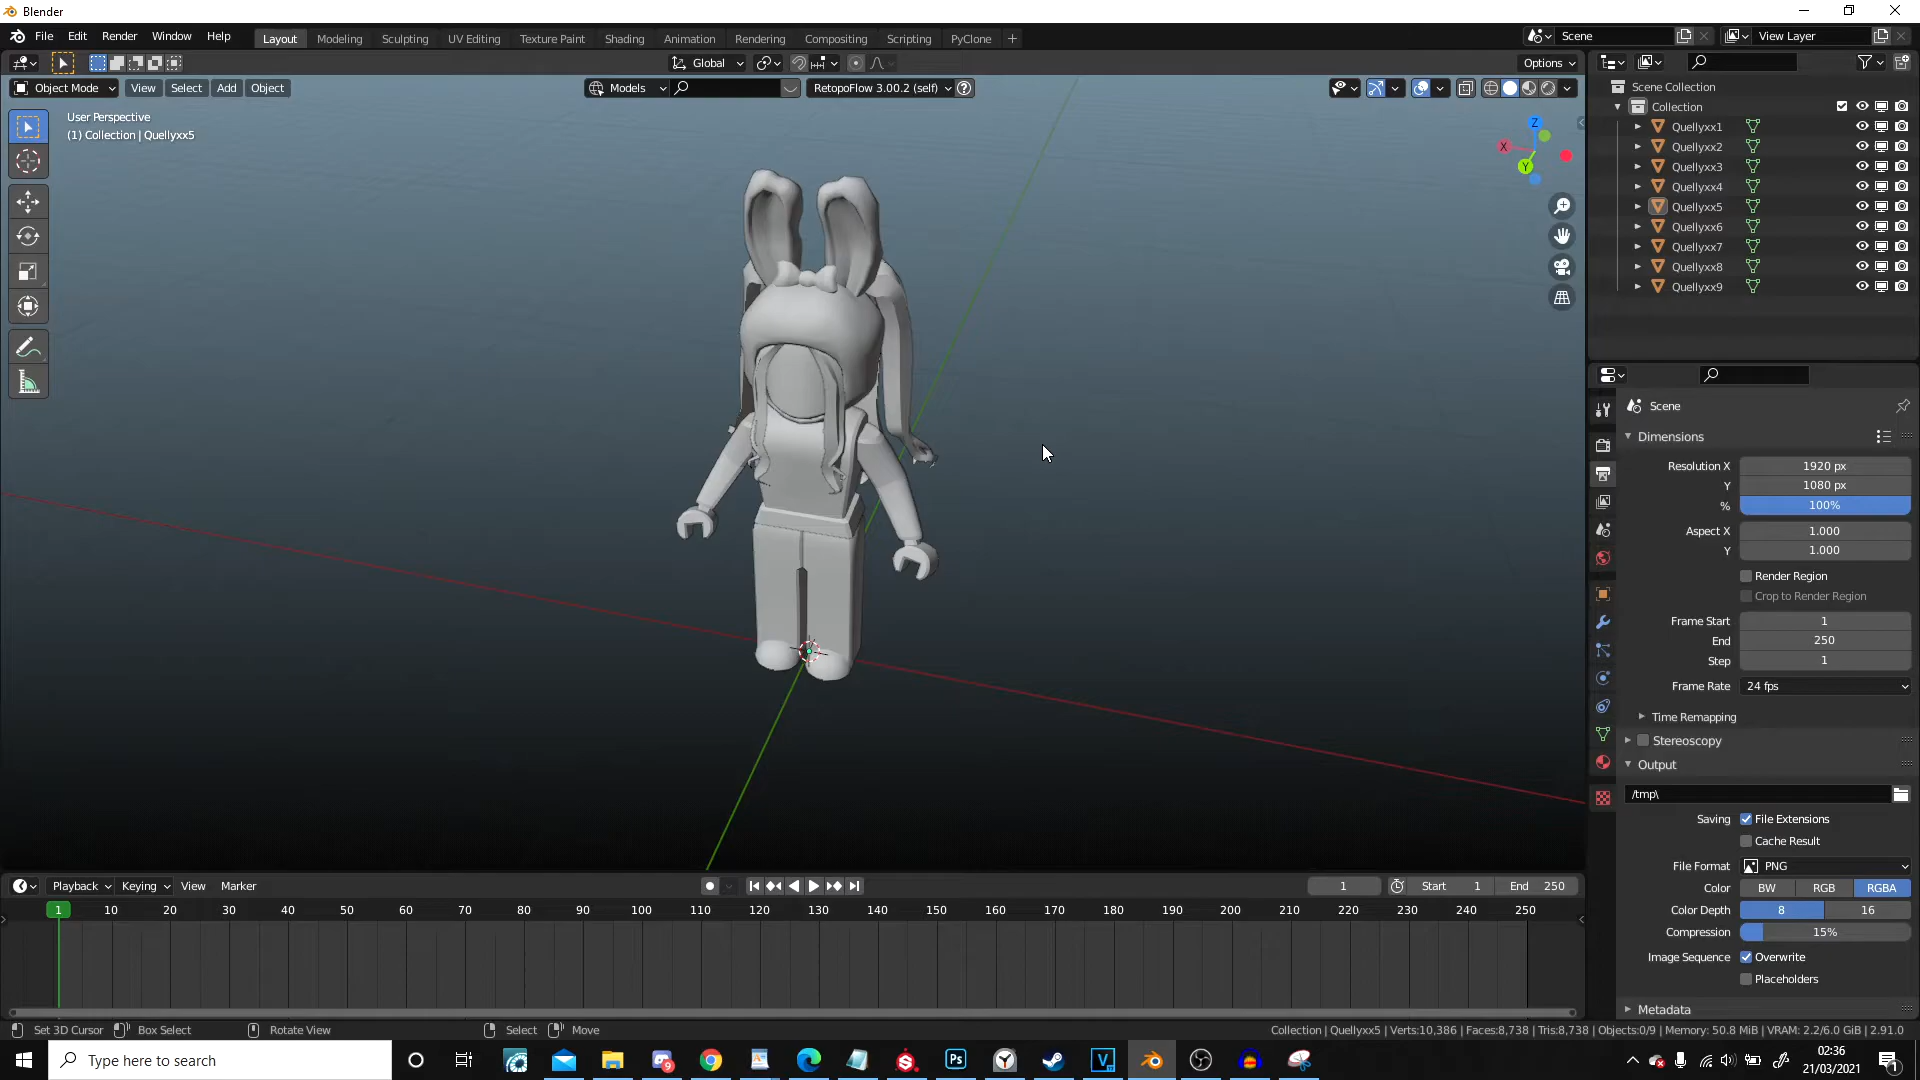 Blender
File Edit Render Window Help
Layout Modeling Sculpting UV Editing Texture Paint Shading Animation Rendering Compositing Scripting PyClone
Scene
View Layer
Global
Options
Object Mode View Select Add Object
Models
RetopoFlow 3.00.2 (self)
User Perspective
(1) Collection | Quellyxx5
Z
X
Y
Scene Collection
Collection
Quellyxx1
Quellyxx2
Quellyxx3
Quellyxx4
Quellyxx5
Quellyxx6
Quellyxx7
Quellyxx8
Quellyxx9
Scene
Dimensions
Resolution X 1920 px
Y 1080 px
% 100%
Aspect X 1.000
Y 1.000
Render Region
Crop to Render Region
Frame Start 1
End 250
Step 1
Frame Rate 24 fps
Time Remapping
Stereoscopy
Output
/tmp\
Saving File Extensions
Cache Result
File Format PNG
Color BW RGB RGBA
Color Depth 8 16
Compression 15%
Image Sequence Overwrite
Placeholders
Metadata
Playback Keying View Marker
1 Start 1 End 250
1 10 20 30 40 50 60 70 80 90 100 110 120 130 140 150 160 170 180 190 200 210 220 230 240 250
Set 3D Cursor Box Select Rotate View Select Move
Collection | Quellyxx5 | Verts:10,386 | Faces:8,738 | Tris:8,738 | Objects:0/9 | Memory: 50.8 MiB | VRAM: 2.2/6.0 GiB | 2.91.0
Type here to search
9
Ps
V
02:36
21/03/2021
1